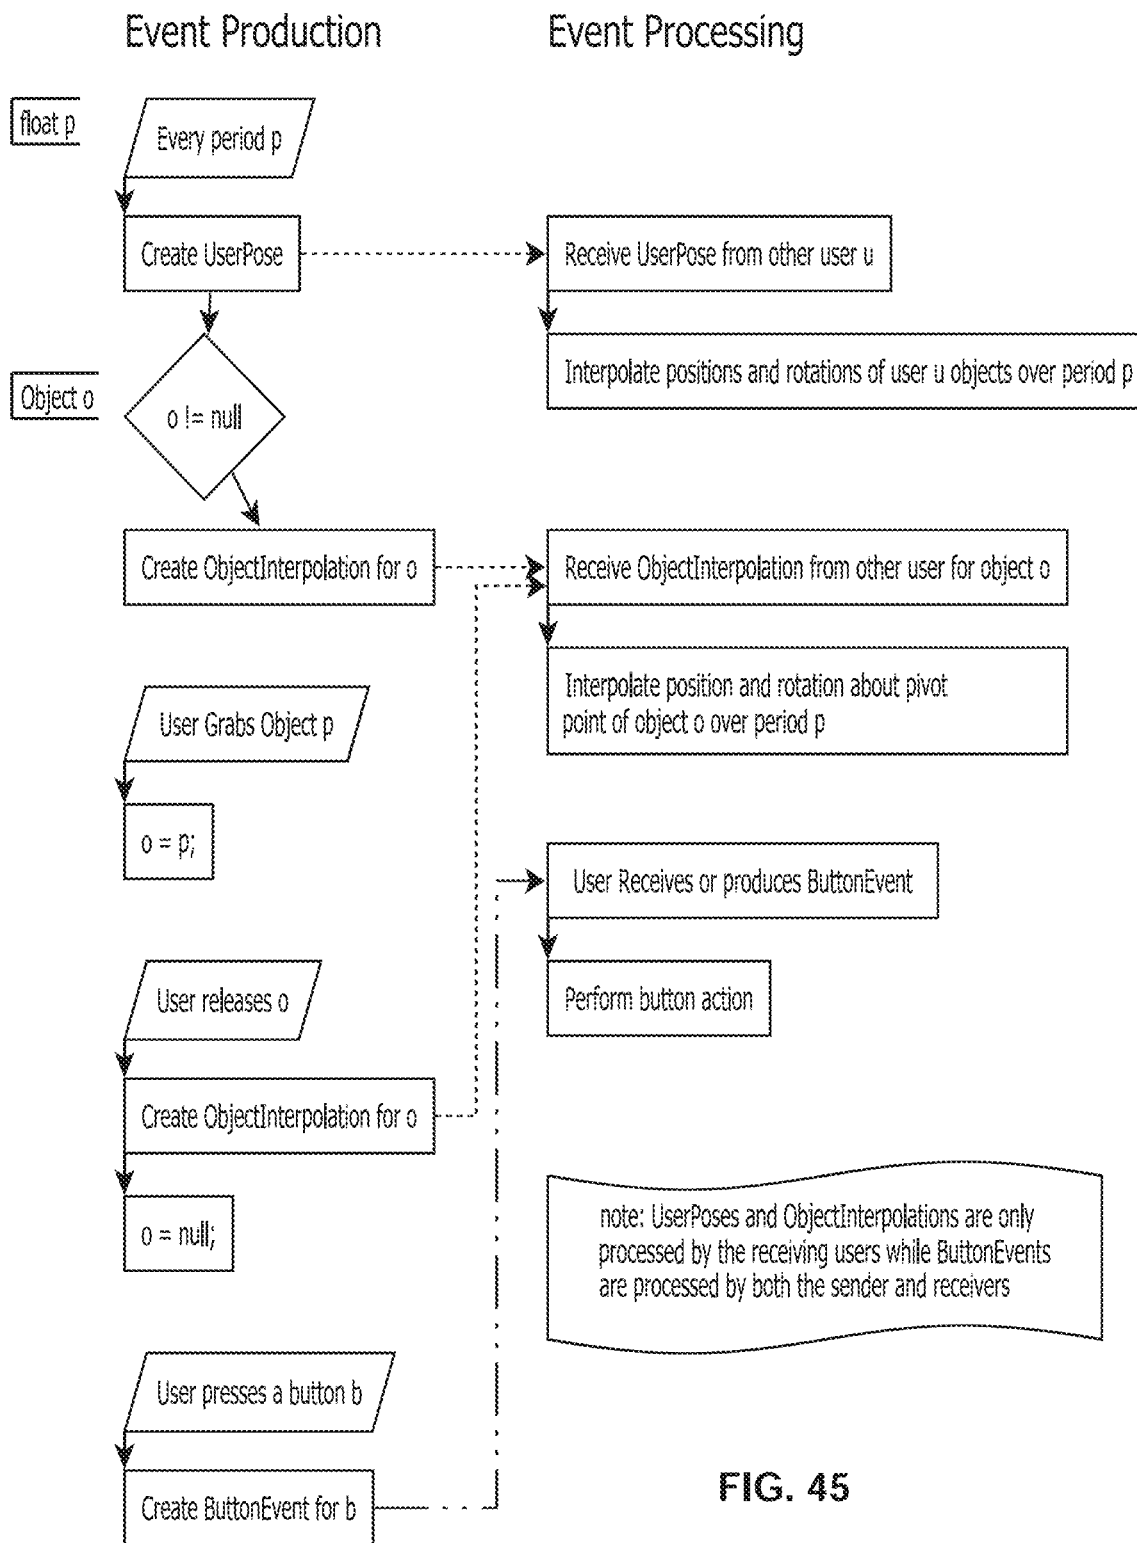 Event Production
Event Processing
float p
Every period p
Create UserPose
Receive UserPose from other user u
Interpolate positions and rotations of user u objects over period p
Object o
o != null
Create ObjectInterpolation for o
Receive ObjectInterpolation from other user for object o
Interpolate position and rotation about pivot
point of object o over period p
User Grabs Object p
o = p;
User Receives or produces ButtonEvent
Perform button action
User releases o
Create ObjectInterpolation for o
o = null;
note: UserPoses and ObjectInterpolations are only
processed by the receiving users while ButtonEvents
are processed by both the sender and receivers
User presses a button b
Create ButtonEvent for b
FIG. 45